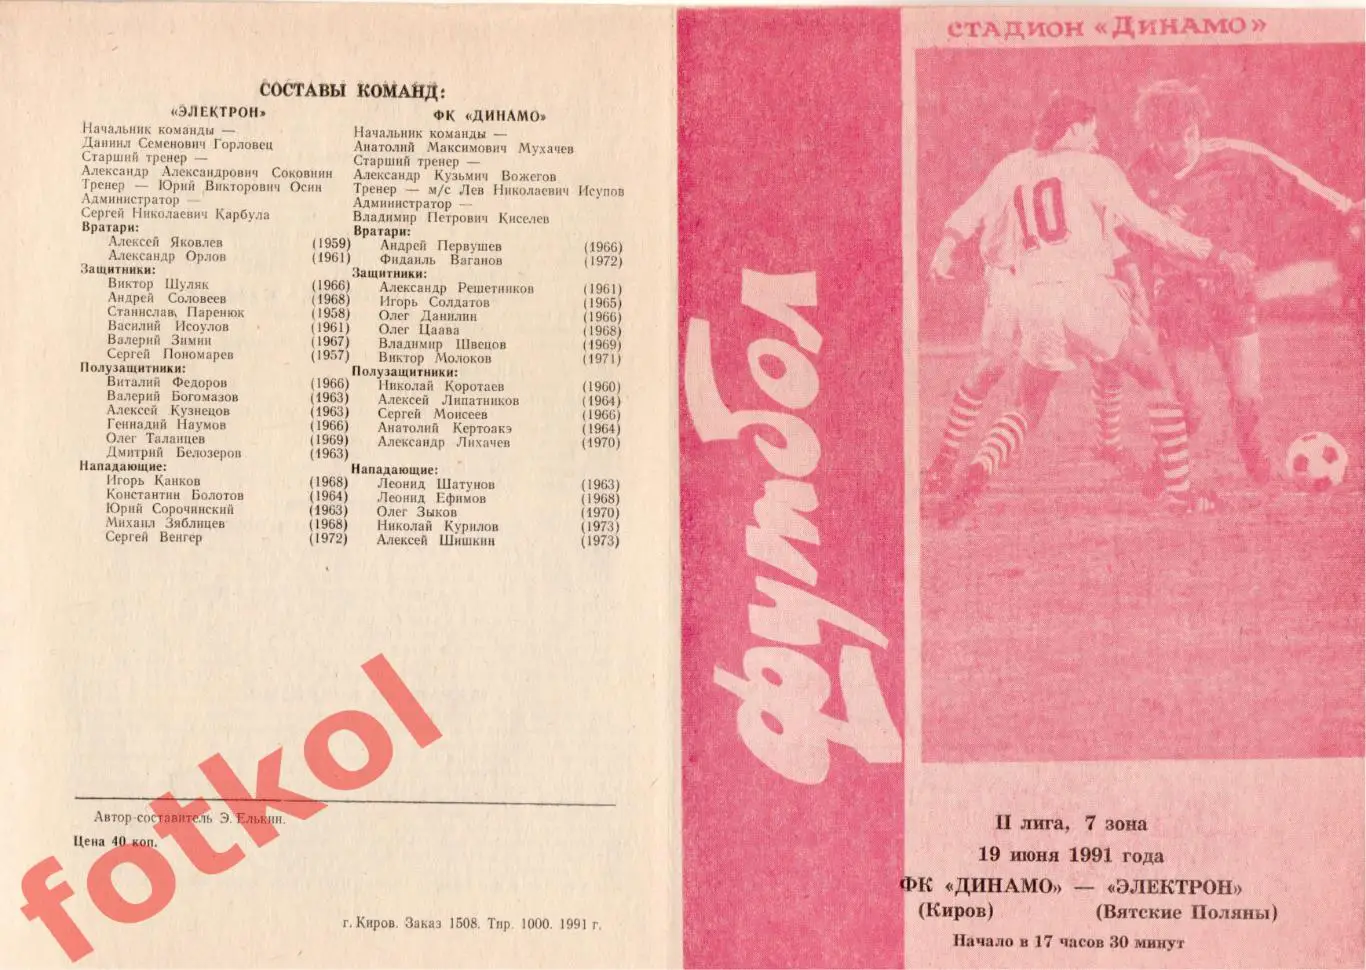 СОСТАВЫ КОМАНД:
«ЭЛЕКТРОН»
Начальник команды —
Даниил Семенович Горловец
Старший тренер —
Александр Александрович Соковнин
Тренер — Юрий Викторович Осин
Администратор —
Сергей Николаевич Карбула
Вратари:
Алексей Яковлев (1959)
Александр Орлов (1961)
Защитники:
Виктор Шуляк (1966)
Андрей Соловеев (1968)
Станислав Паренюк (1958)
Василий Исоулов (1961)
Валерий Зимин (1967)
Сергей Пономарев (1957)
Полузащитники:
Виталий Федоров (1966)
Валерий Богомазов (1963)
Алексей Кузнецов (1963)
Геннадий Наумов (1966)
Олег Таланцев (1969)
Дмитрий Белозеров (1963)
Нападающие:
Игорь Канков (1968)
Константин Болотов (1964)
Юрий Сорочинский (1963)
Михаил Зяблицев (1968)
Сергей Венгер (1972)
ФК «ДИНАМО»
Начальник команды —
Анатолий Максимович Мухачев
Старший тренер —
Александр Кузьмич Вожегов
Тренер — м/с Лев Николаевич Исупов
Администратор —
Владимир Петрович Киселев
Вратари:
Андрей Первушев (1966)
Фидаиль Ваганов (1972)
Защитники:
Александр Решетников (1961)
Игорь Солдатов (1965)
Олег Данилин (1966)
Олег Цаава (1968)
Владимир Швецов (1969)
Виктор Молоков (1971)
Полузащитники:
Николай Коротаев (1960)
Алексей Липатников (1964)
Сергей Моисеев (1966)
Анатолий Кертоакэ (1964)
Александр Лихачев (1970)
Нападающие:
Леонид Шатунов (1963)
Леонид Ефимов (1968)
Олег Зыков (1970)
Николай Курилов (1973)
Алексей Шишкин (1973)
Автор-составитель Э. Елькин.
Цена 40 коп.
г. Киров. Заказ 1508. Тир. 1000. 1991 г.
fotkol
футбол
СТАДИОН «ДИНАМО»
10
II лига, 7 зона
19 июня 1991 года
ФК «ДИНАМО» — «ЭЛЕКТРОН»
(Киров) (Вятские Поляны)
Начало в 17 часов 30 минут